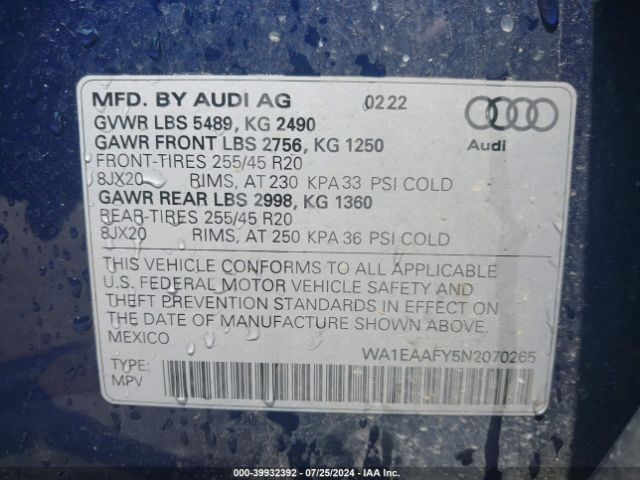 MFD. BY AUDI AG 02 22
GVWR LBS 5489, KG 2490
GAWR FRONT LBS 2756, KG 1250
FRONT-TIRES 255/45 R20
8JX20 RIMS, AT 230 KPA 33 PSI COLD
GAWR REAR LBS 2998, KG 1360
REAR-TIRES 255/45 R20
8JX20 RIMS, AT 250 KPA 36 PSI COLD
Audi
THIS VEHICLE CONFORMS TO ALL APPLICABLE
U.S. FEDERAL MOTOR VEHICLE SAFETY AND
THEFT PREVENTION STANDARDS IN EFFECT ON
THE DATE OF MANUFACTURE SHOWN ABOVE.
MEXICO
WA1EAAFY5N2070265
TYPE:
MPV
000-39932392 - 07/25/2024 - IAA Inc.